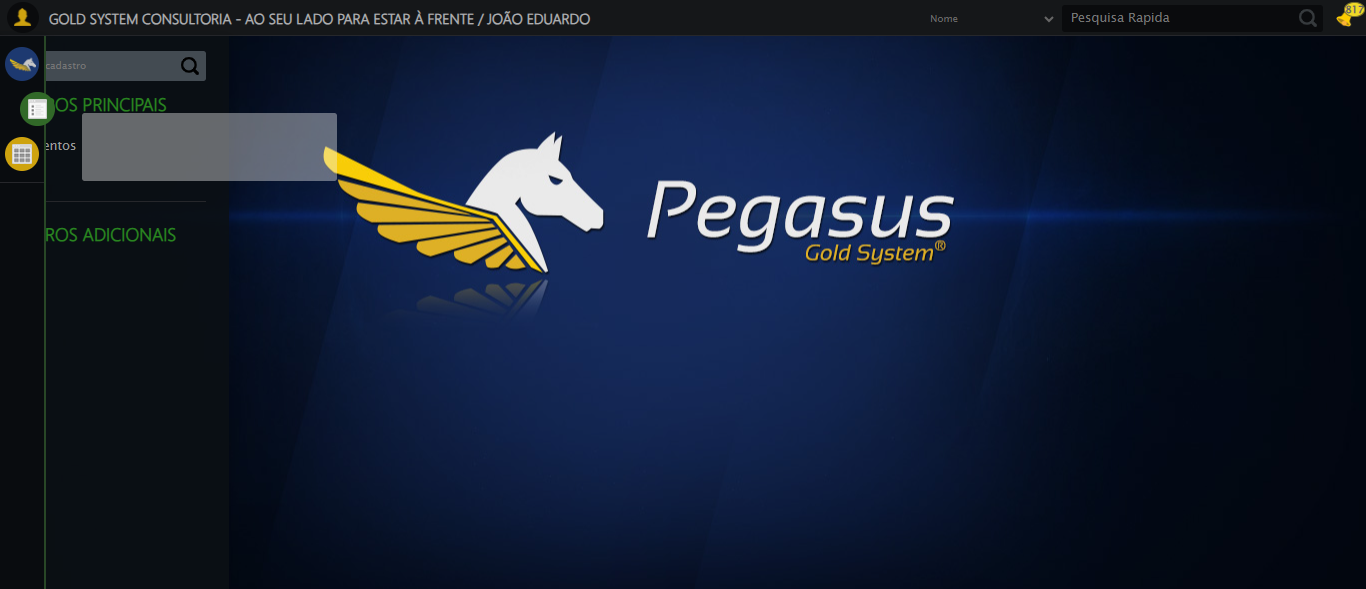 GOLD SYSTEM CONSULTORIA - AO SEU LADO PARA ESTAR À FRENTE / JOÃO EDUARDO
Nome
Pesquisa Rapida
817
cadastro
OS PRINCIPAIS
entos
ROS ADICIONAIS
Pegasus
Gold System®